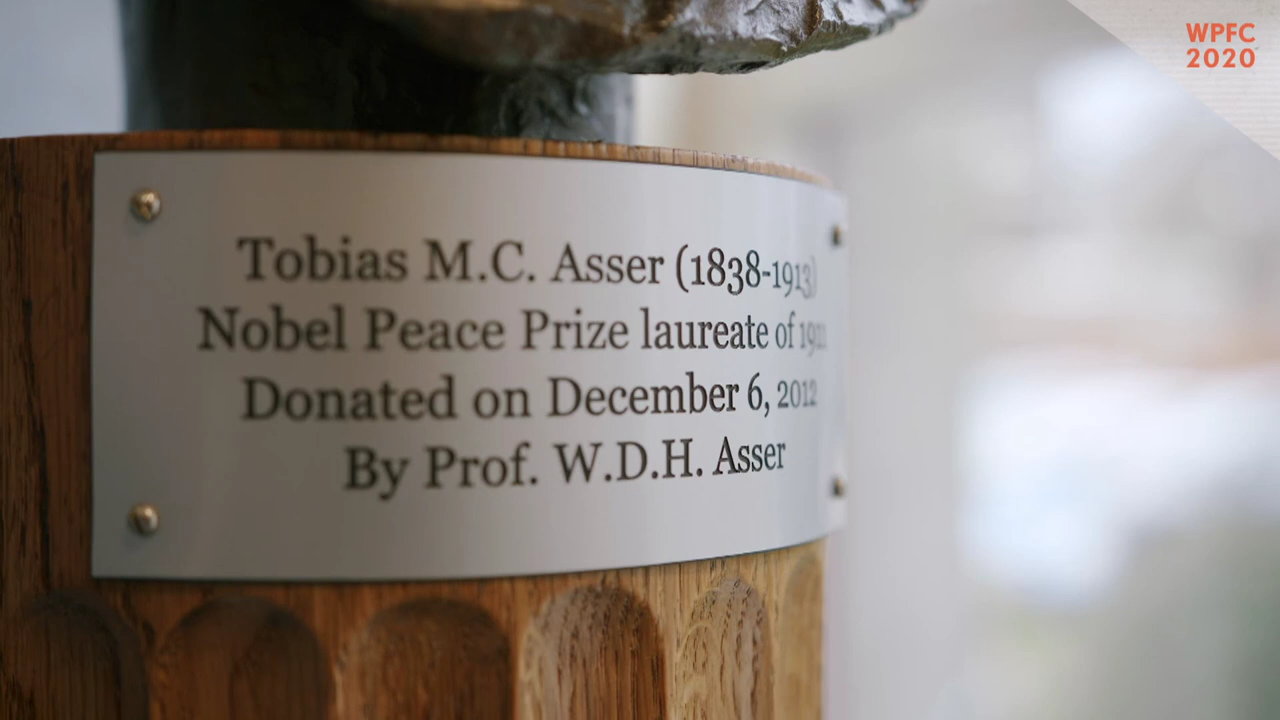 WPFC
2020
Tobias M.C. Asser (1838-1913)
Nobel Peace Prize laureate of 1911
Donated on December 6, 2012
By Prof. W.D.H. Asser